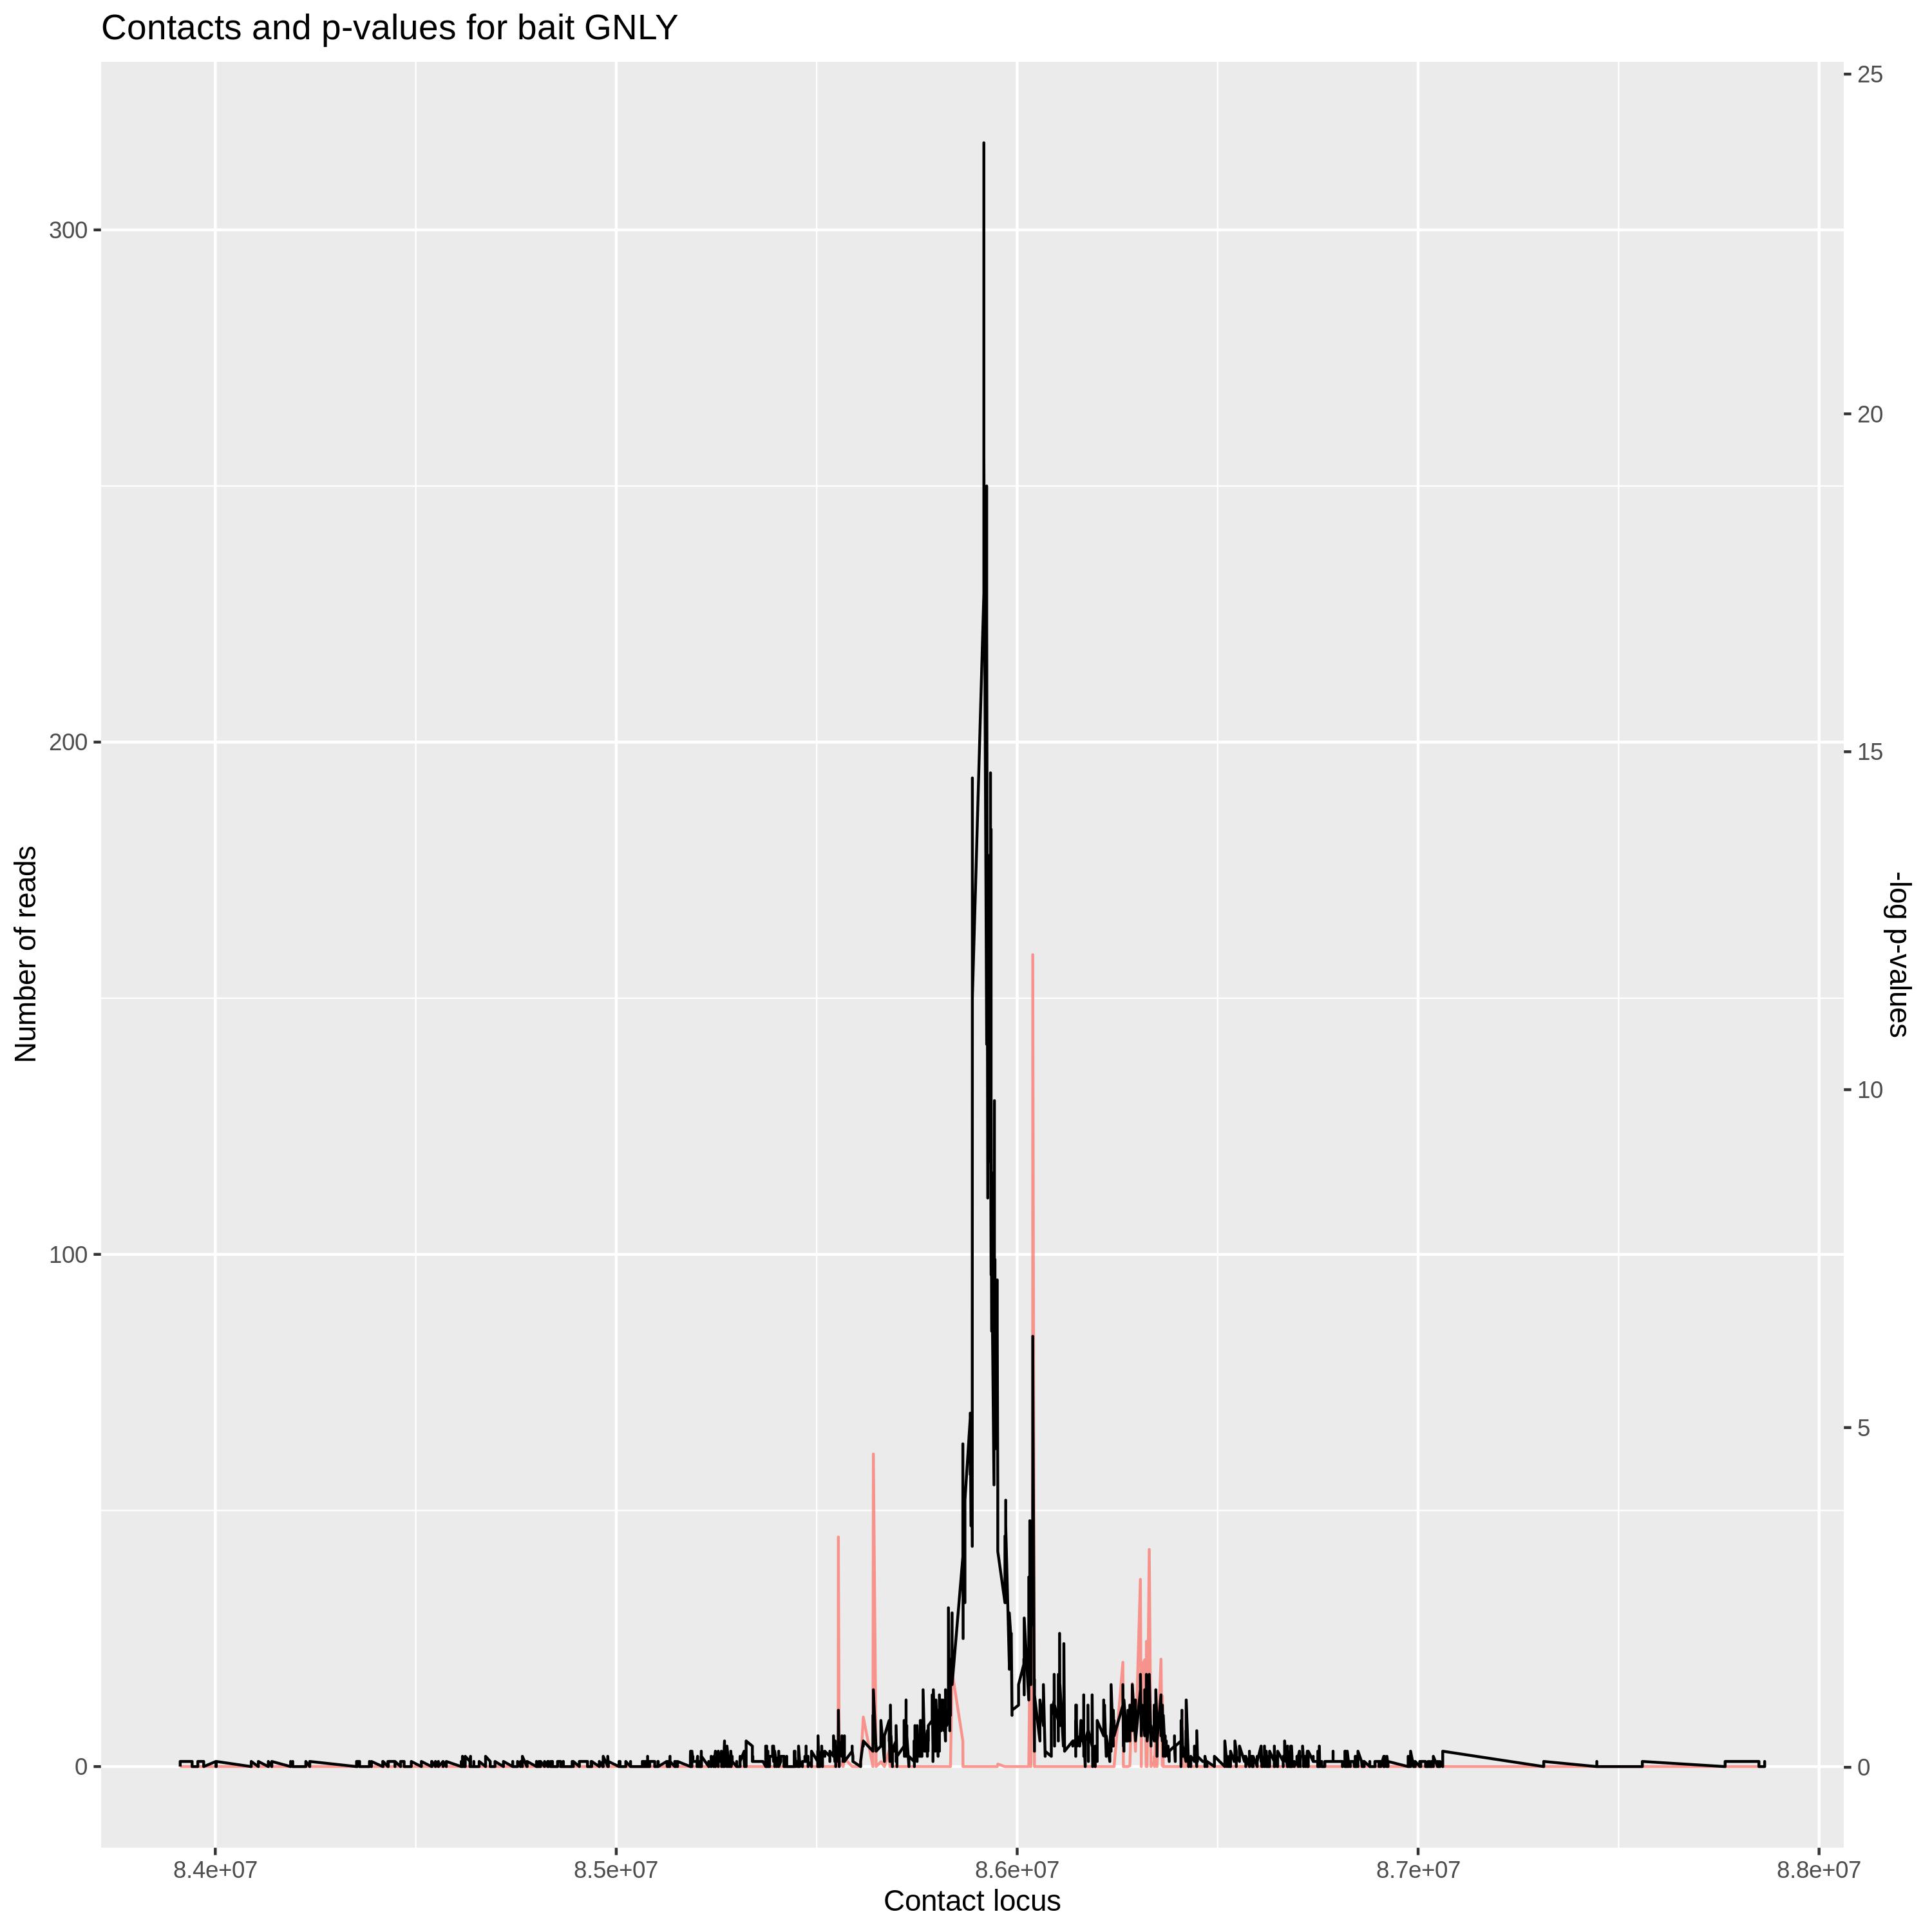 Contacts and p-values for bait GNLY
300
200
100
0
Number of reads
25
20
15
10
5
0
-log p-values
8.4e+07 8.5e+07 8.6e+07 8.7e+07 8.8e+07
Contact locus